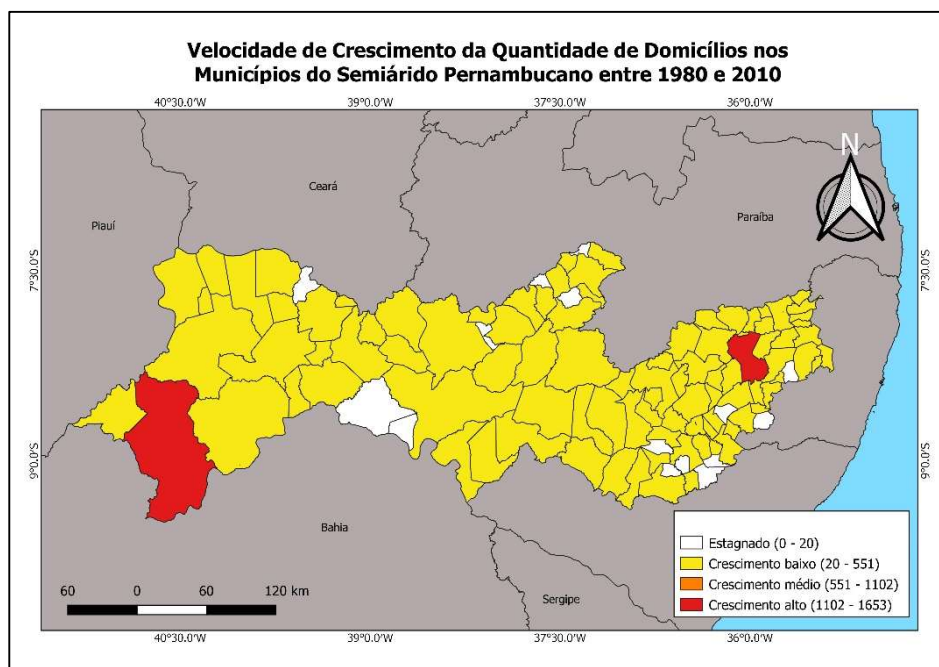 Velocidade de Crescimento da Quantidade de Domicílios nos
Municípios do Semiárido Pernambucano entre 1980 e 2010
40°30.0'W 39°0.0'W 37°30.0'W 36°0.0'W
N
Ceará
Piauí
Paraíba
7°30.0'S 7°30.0'S
9°0.0'S 9°0.0'S
Bahia
Sergipe
Estagnado (0 - 20)
Crescimento baixo (20 - 551)
Crescimento médio (551 - 1102)
Crescimento alto (1102 - 1653)
60 0 60 120 km
40°30.0'W 39°0.0'W 37°30.0'W 36°0.0'W